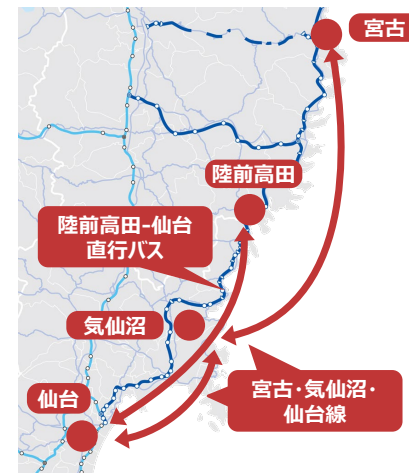 宮古
陸前高田
陸前高田-仙台
直行バス
気仙沼
宮古・気仙沼・
仙台線
仙台